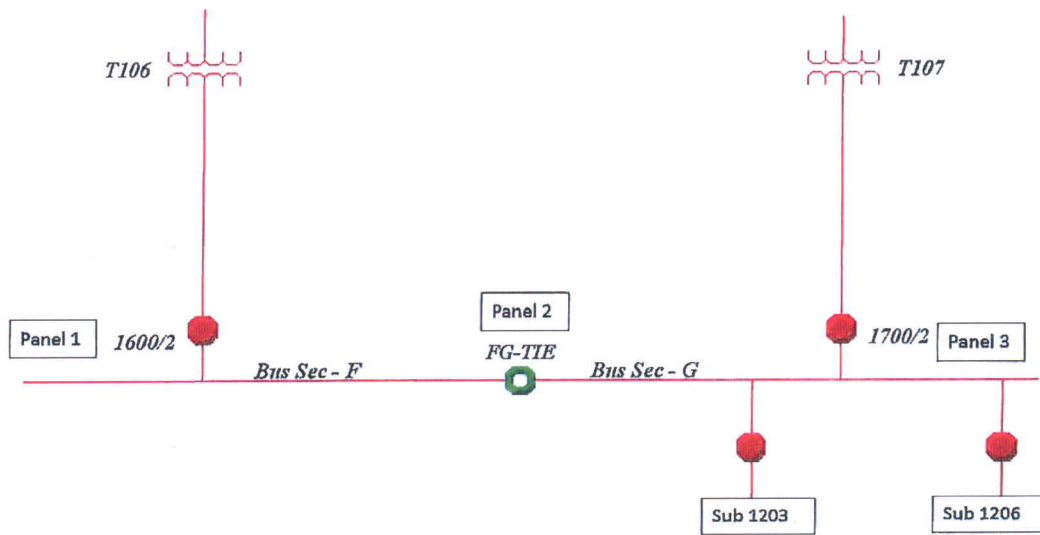 T106
T107
Panel 1
1600/2
Panel 2
FG-TIE
1700/2
Panel 3
Bus Sec - F
Bus Sec - G
Sub 1203
Sub 1206